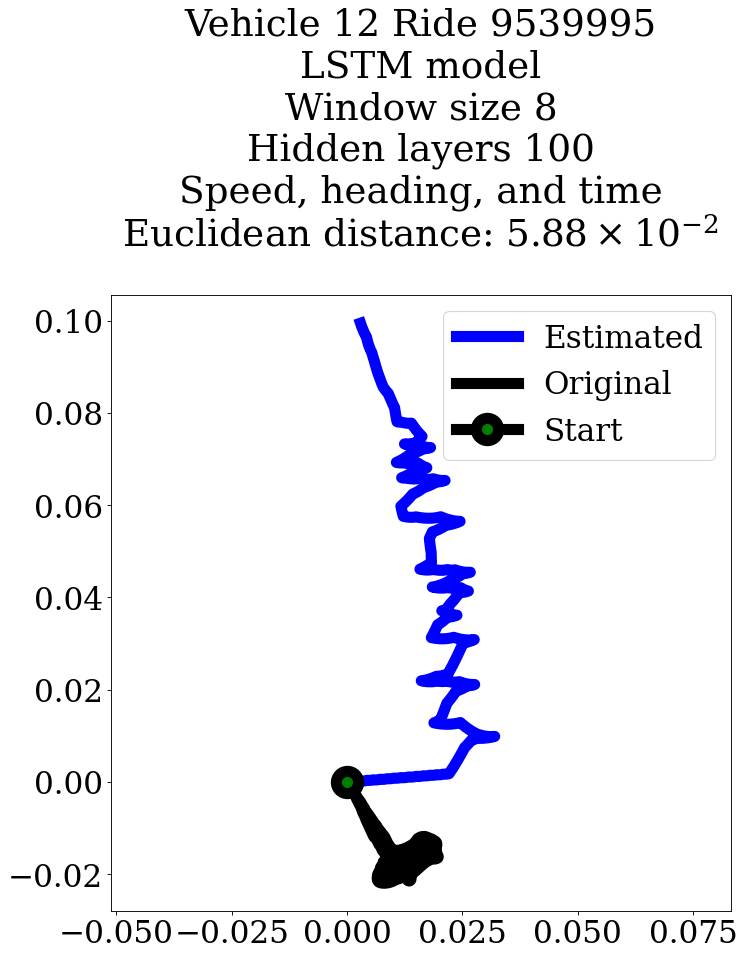 Vehicle 12 Ride 9539995
LSTM model
Window size 8
Hidden layers 100
Speed, heading, and time
Euclidean distance: 5.88 × 10⁻²
0.10
0.08
0.06
0.04
0.02
0.00
−0.02
Estimated
Original
Start
−0.050 −0.025 0.000 0.025 0.050 0.075